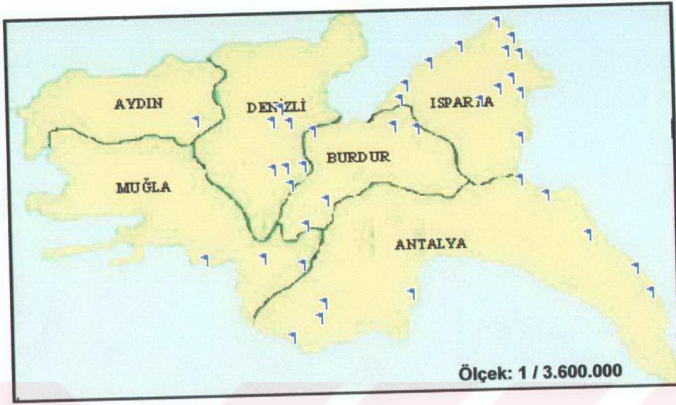 AYDIN
DENİZLİ
ISPARTA
BURDUR
MUĞLA
ANTALYA
Ölçek: 1 / 3.600.000